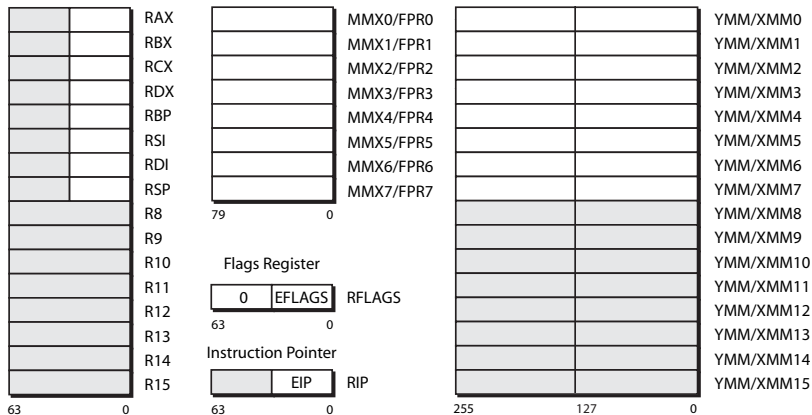 RAX
RBX
RCX
RDX
RBP
RSI
RDI
RSP
R8
R9
R10
R11
R12
R13
R14
R15
63 0
MMX0/FPR0
MMX1/FPR1
MMX2/FPR2
MMX3/FPR3
MMX4/FPR4
MMX5/FPR5
MMX6/FPR6
MMX7/FPR7
79 0
Flags Register
0 EFLAGS RFLAGS
63 0
Instruction Pointer
EIP RIP
63 0
YMM/XMM0
YMM/XMM1
YMM/XMM2
YMM/XMM3
YMM/XMM4
YMM/XMM5
YMM/XMM6
YMM/XMM7
YMM/XMM8
YMM/XMM9
YMM/XMM10
YMM/XMM11
YMM/XMM12
YMM/XMM13
YMM/XMM14
YMM/XMM15
255 127 0